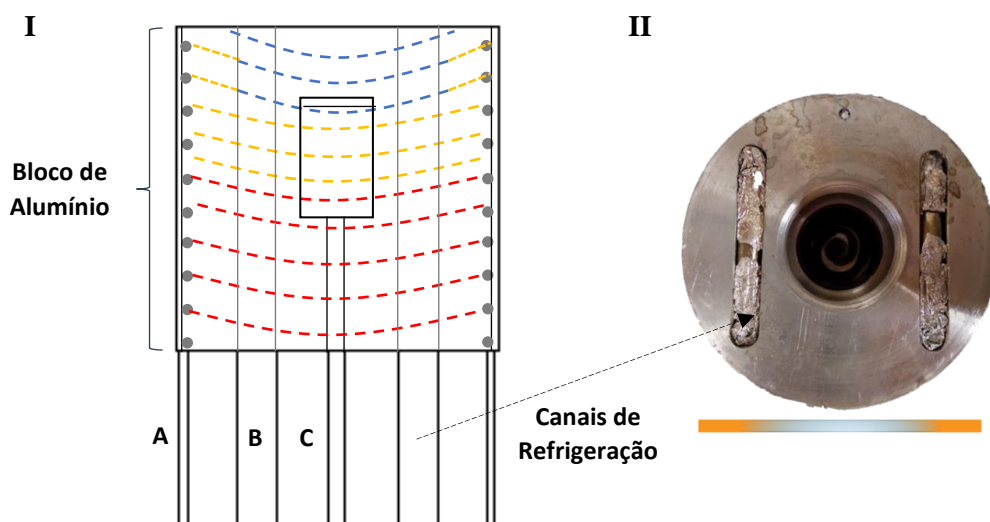 I
II
Bloco de
Alumínio
A
B
C
Canais de
Refrigeração